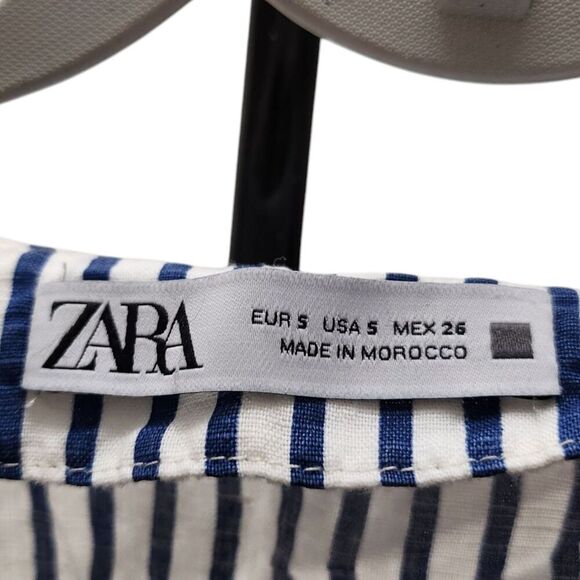 ZARA
EUR S USA S MEX 26
MADE IN MOROCCO